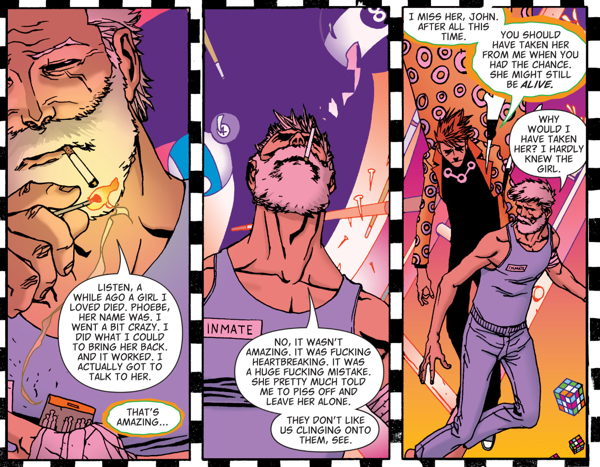 LISTEN, A
WHILE AGO A GIRL I
LOVED DIED. PHOEBE,
HER NAME WAS. I
WENT A BIT CRAZY. I
DID WHAT I COULD
TO BRING HER BACK.
AND IT WORKED. I
ACTUALLY GOT TO
TALK TO HER.
THAT'S
AMAZING...
8
6
INMATE
NO, IT WASN'T
AMAZING. IT WAS FUCKING
HEARTBREAKING. IT WAS
A HUGE FUCKING MISTAKE.
SHE PRETTY MUCH TOLD
ME TO PISS OFF AND
LEAVE HER ALONE.
THEY DON'T LIKE
US CLINGING ONTO
THEM, SEE.
I MISS HER, JOHN.
AFTER ALL THIS
TIME.
YOU SHOULD
HAVE TAKEN HER
FROM ME WHEN YOU
HAD THE CHANCE.
SHE MIGHT STILL
BE ALIVE.
WHY
WOULD I
HAVE TAKEN
HER? I HARDLY
KNEW THE
GIRL.
INMATE